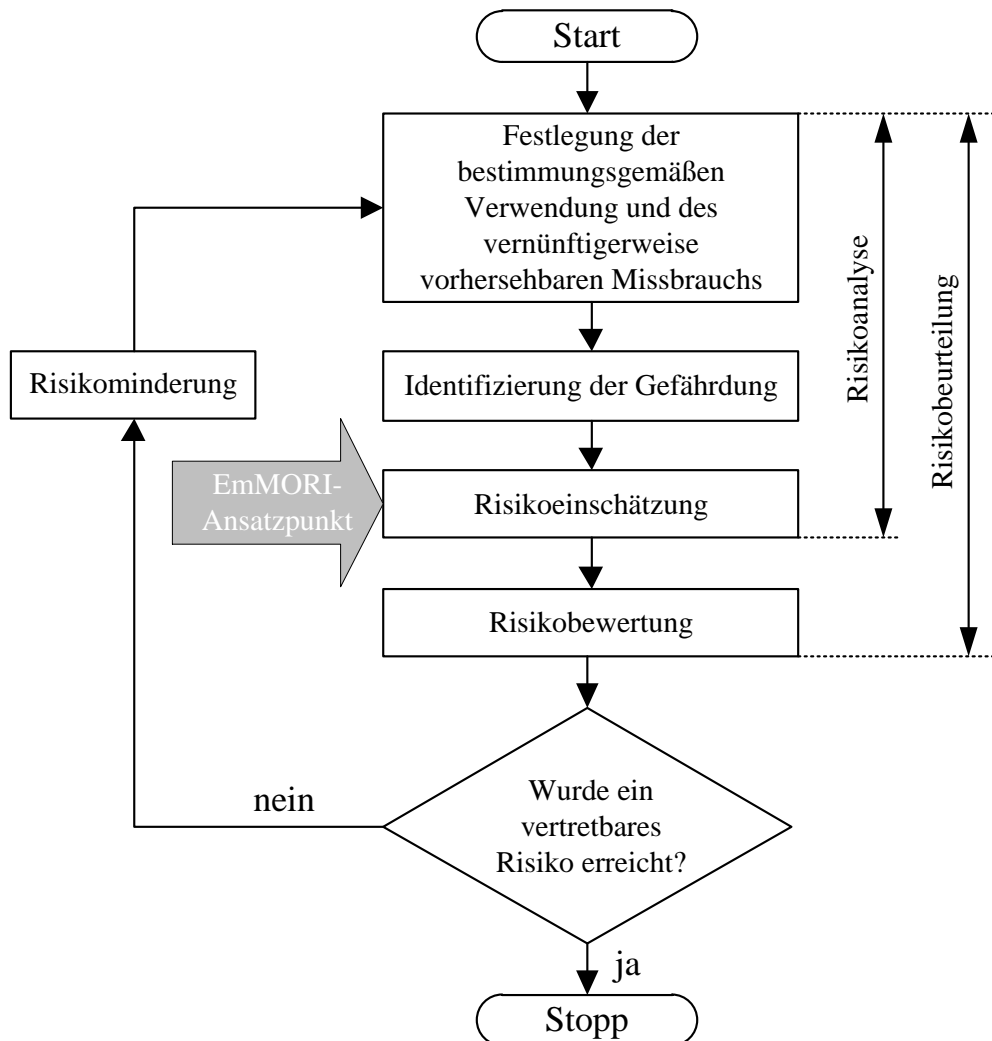 Start
Festlegung der
bestimmungsgemäßen
Verwendung und des
vernünftigerweise
vorhersehbaren Missbrauchs
Risikoanalyse
Risikobeurteilung
Risikominderung
Identifizierung der Gefährdung
EmMORI-
Ansatzpunkt
Risikoeinschätzung
Risikobewertung
nein
Wurde ein
vertretbares
Risiko erreicht?
ja
Stopp